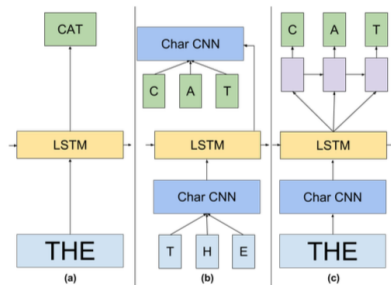 CAT
LSTM
THE
(a)
Char CNN
C A T
LSTM
Char CNN
T H E
(b)
C A T
LSTM
Char CNN
THE
(c)